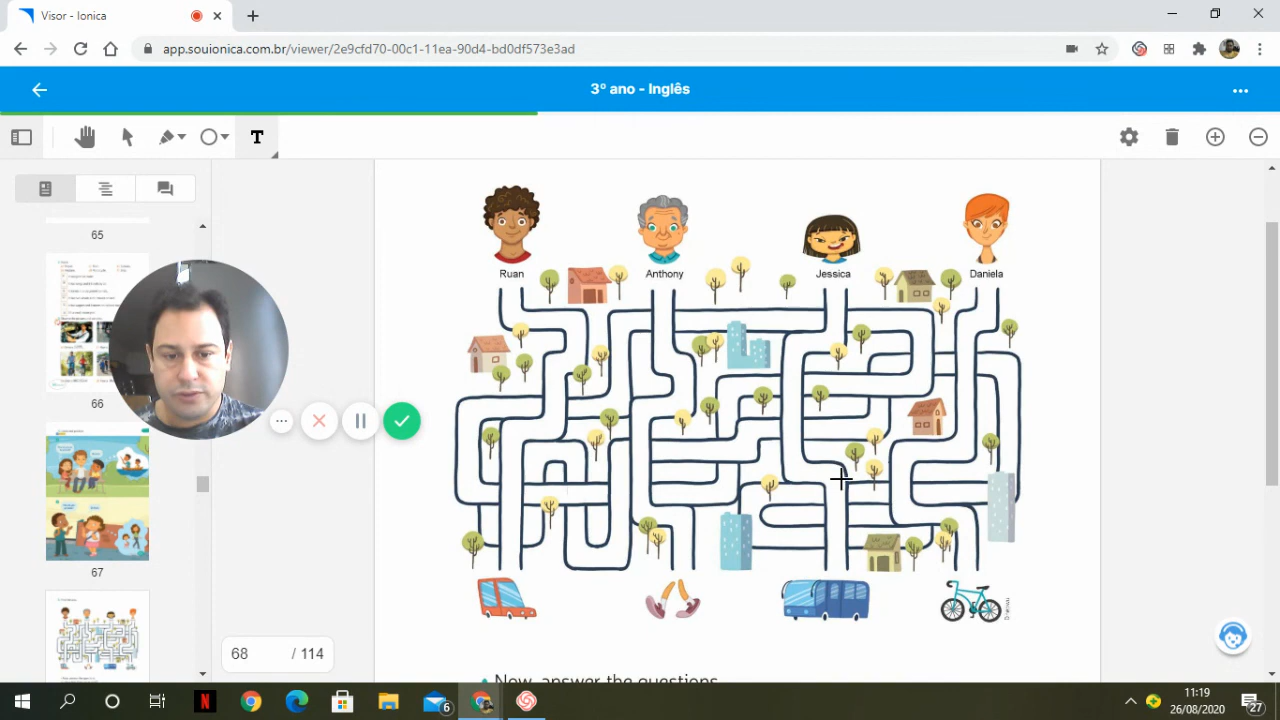 Visor - Ionica
app.souionica.com.br/viewer/2e9cfd70-00c1-11ea-90d4-bd0df573e3ad
3º ano - Inglês
T
65
66
67
68 / 114
Ruan Anthony Jessica Daniela
Now, answer the questions
6
11:19
26/08/2020
27